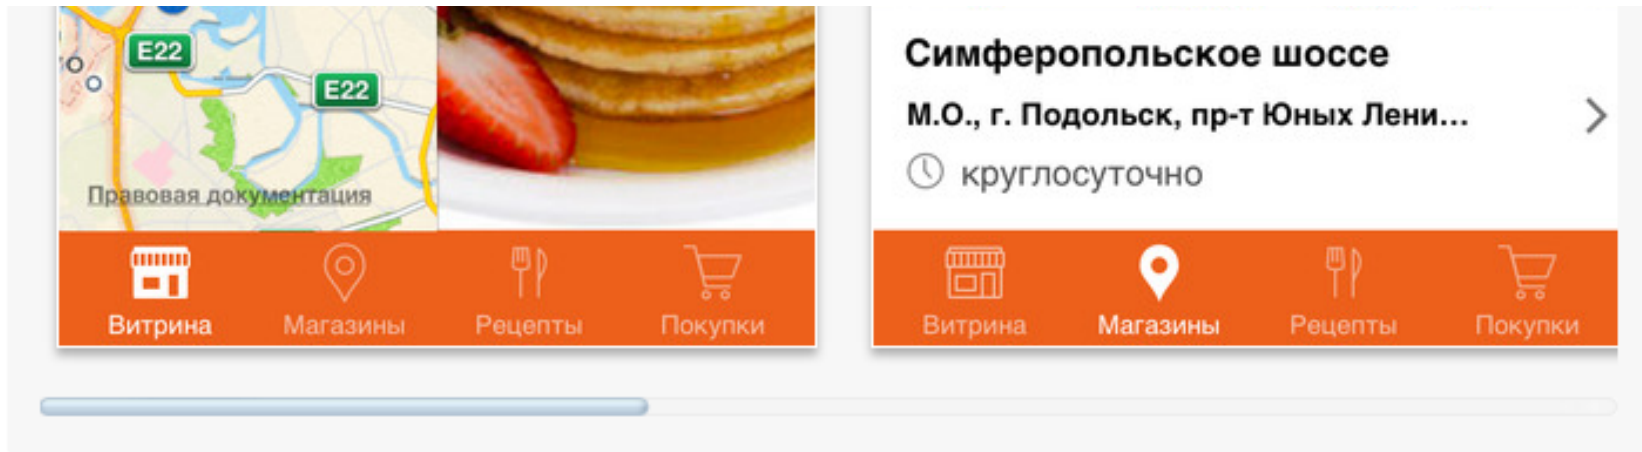 E22
E22
Правовая документация
Витрина
Магазины
Рецепты
Покупки
Симферопольское шоссе
М.О., г. Подольск, пр-т Юных Лени...
круглосуточно
Витрина
Магазины
Рецепты
Покупки